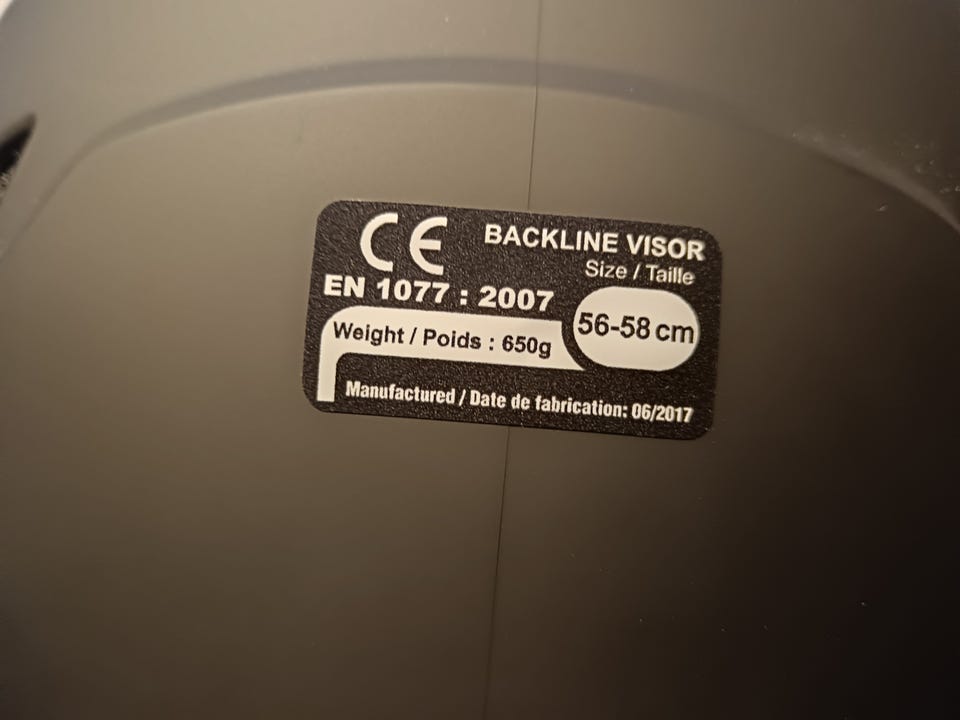 CE
BACKLINE VISOR
Size / Taille
EN 1077 : 2007
56-58 cm
Weight / Poids : 650g
Manufactured / Date de fabrication: 06/2017